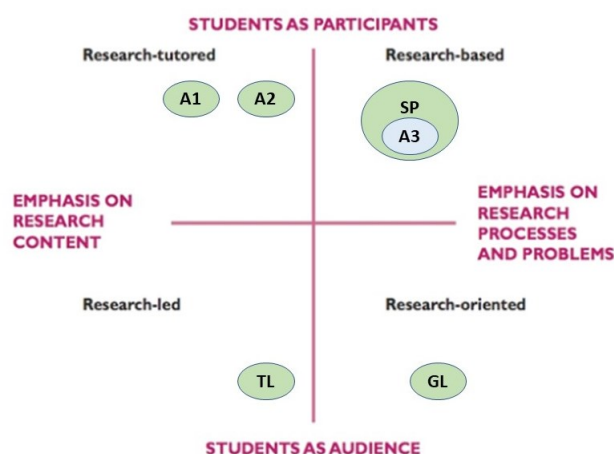 STUDENTS AS PARTICIPANTS
Research-tutored
Research-based
A1
A2
SP
A3
EMPHASIS ON
RESEARCH
CONTENT
EMPHASIS ON
RESEARCH
PROCESSES
AND PROBLEMS
Research-led
Research-oriented
TL
GL
STUDENTS AS AUDIENCE